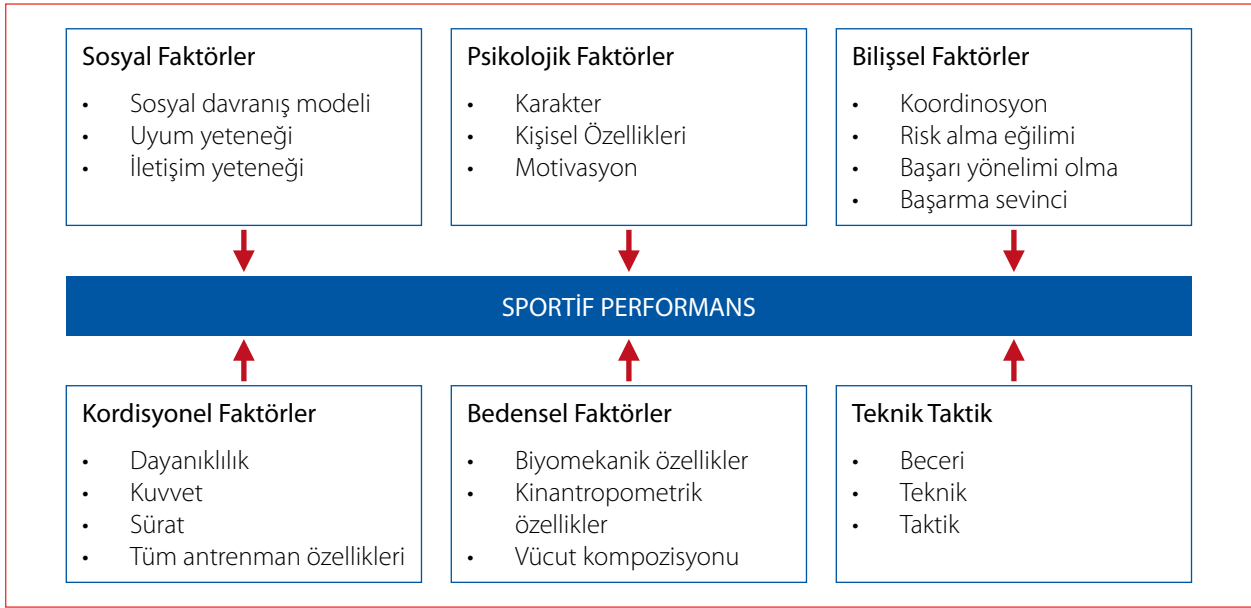 Sosyal Faktörler
• Sosyal davranış modeli
• Uyum yeteneği
• İletişim yeteneği
Psikolojik Faktörler
• Karakter
• Kişisel Özellikleri
• Motivasyon
Bilişsel Faktörler
• Koordinosyon
• Risk alma eğilimi
• Başarı yönelimi olma
• Başarma sevinci
SPORTİF PERFORMANS
Kordisyonel Faktörler
• Dayanıklılık
• Kuvvet
• Sürat
• Tüm antrenman özellikleri
Bedensel Faktörler
• Biyomekanik özellikler
• Kinantropometrik
özellikler
• Vücut kompozisyonu
Teknik Taktik
• Beceri
• Teknik
• Taktik